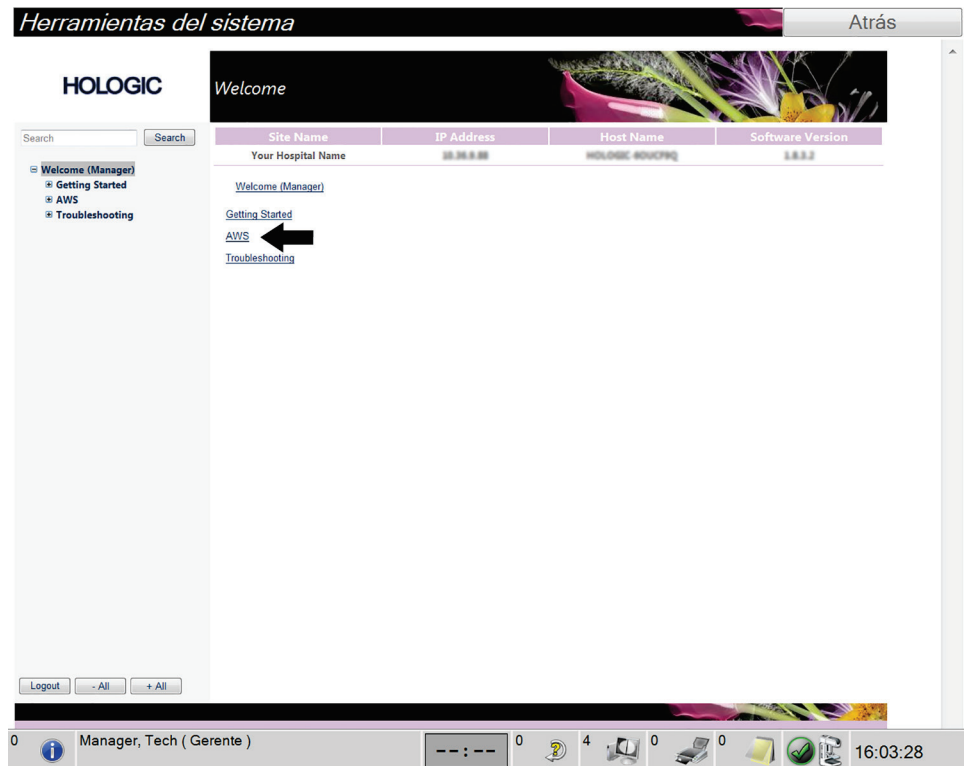 Herramientas del sistema
Atrás
HOLOGIC
Welcome
Search
Search
Site Name IP Address Host Name Software Version
Your Hospital Name
Welcome (Manager)
Getting Started
AWS
Troubleshooting
Welcome (Manager)
Getting Started
AWS
Troubleshooting
Logout
- All
+ All
0
Manager, Tech ( Gerente )
--:--
0
4
0
0
16:03:28